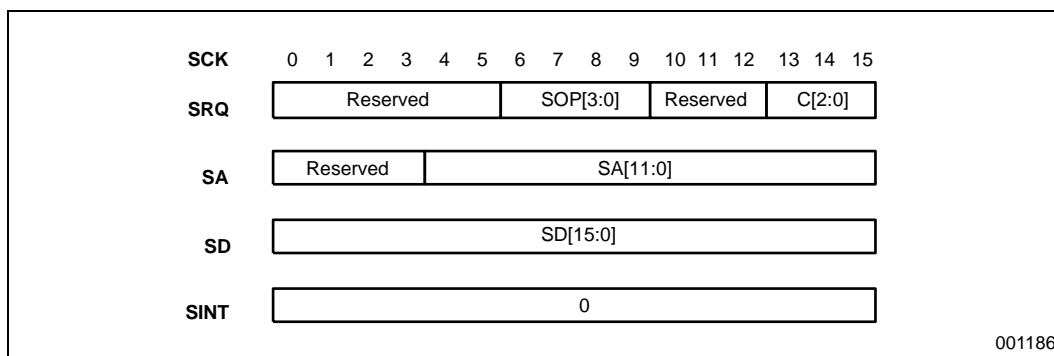 SCK 0 1 2 3 4 5 6 7 8 9 10 11 12 13 14 15
SRQ Reserved SOP[3:0] Reserved C[2:0]
SA Reserved SA[11:0]
SD SD[15:0]
SINT 0
001186